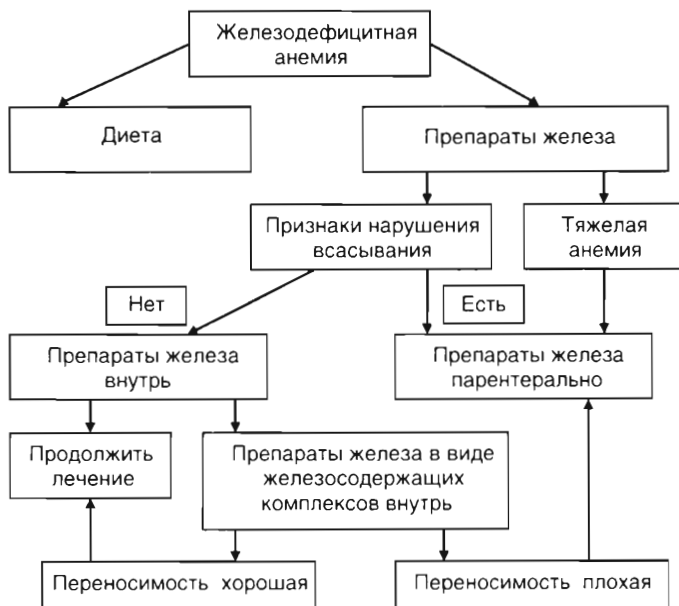 Железодефицитная
анемия
Диета
Препараты железа
Признаки нарушения
всасывания
Тяжелая
анемия
Нет
Есть
Препараты железа
внутрь
Препараты железа
парентерально
Продолжить
лечение
Препараты железа в виде
железосодержащих
комплексов внутрь
Переносимость хорошая
Переносимость плохая